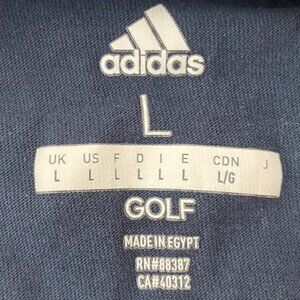 adidas
L
UK US F D I E CDN J
L L L L L L L/G
GOLF
MADE IN EGYPT
RN#88387
CA#40312